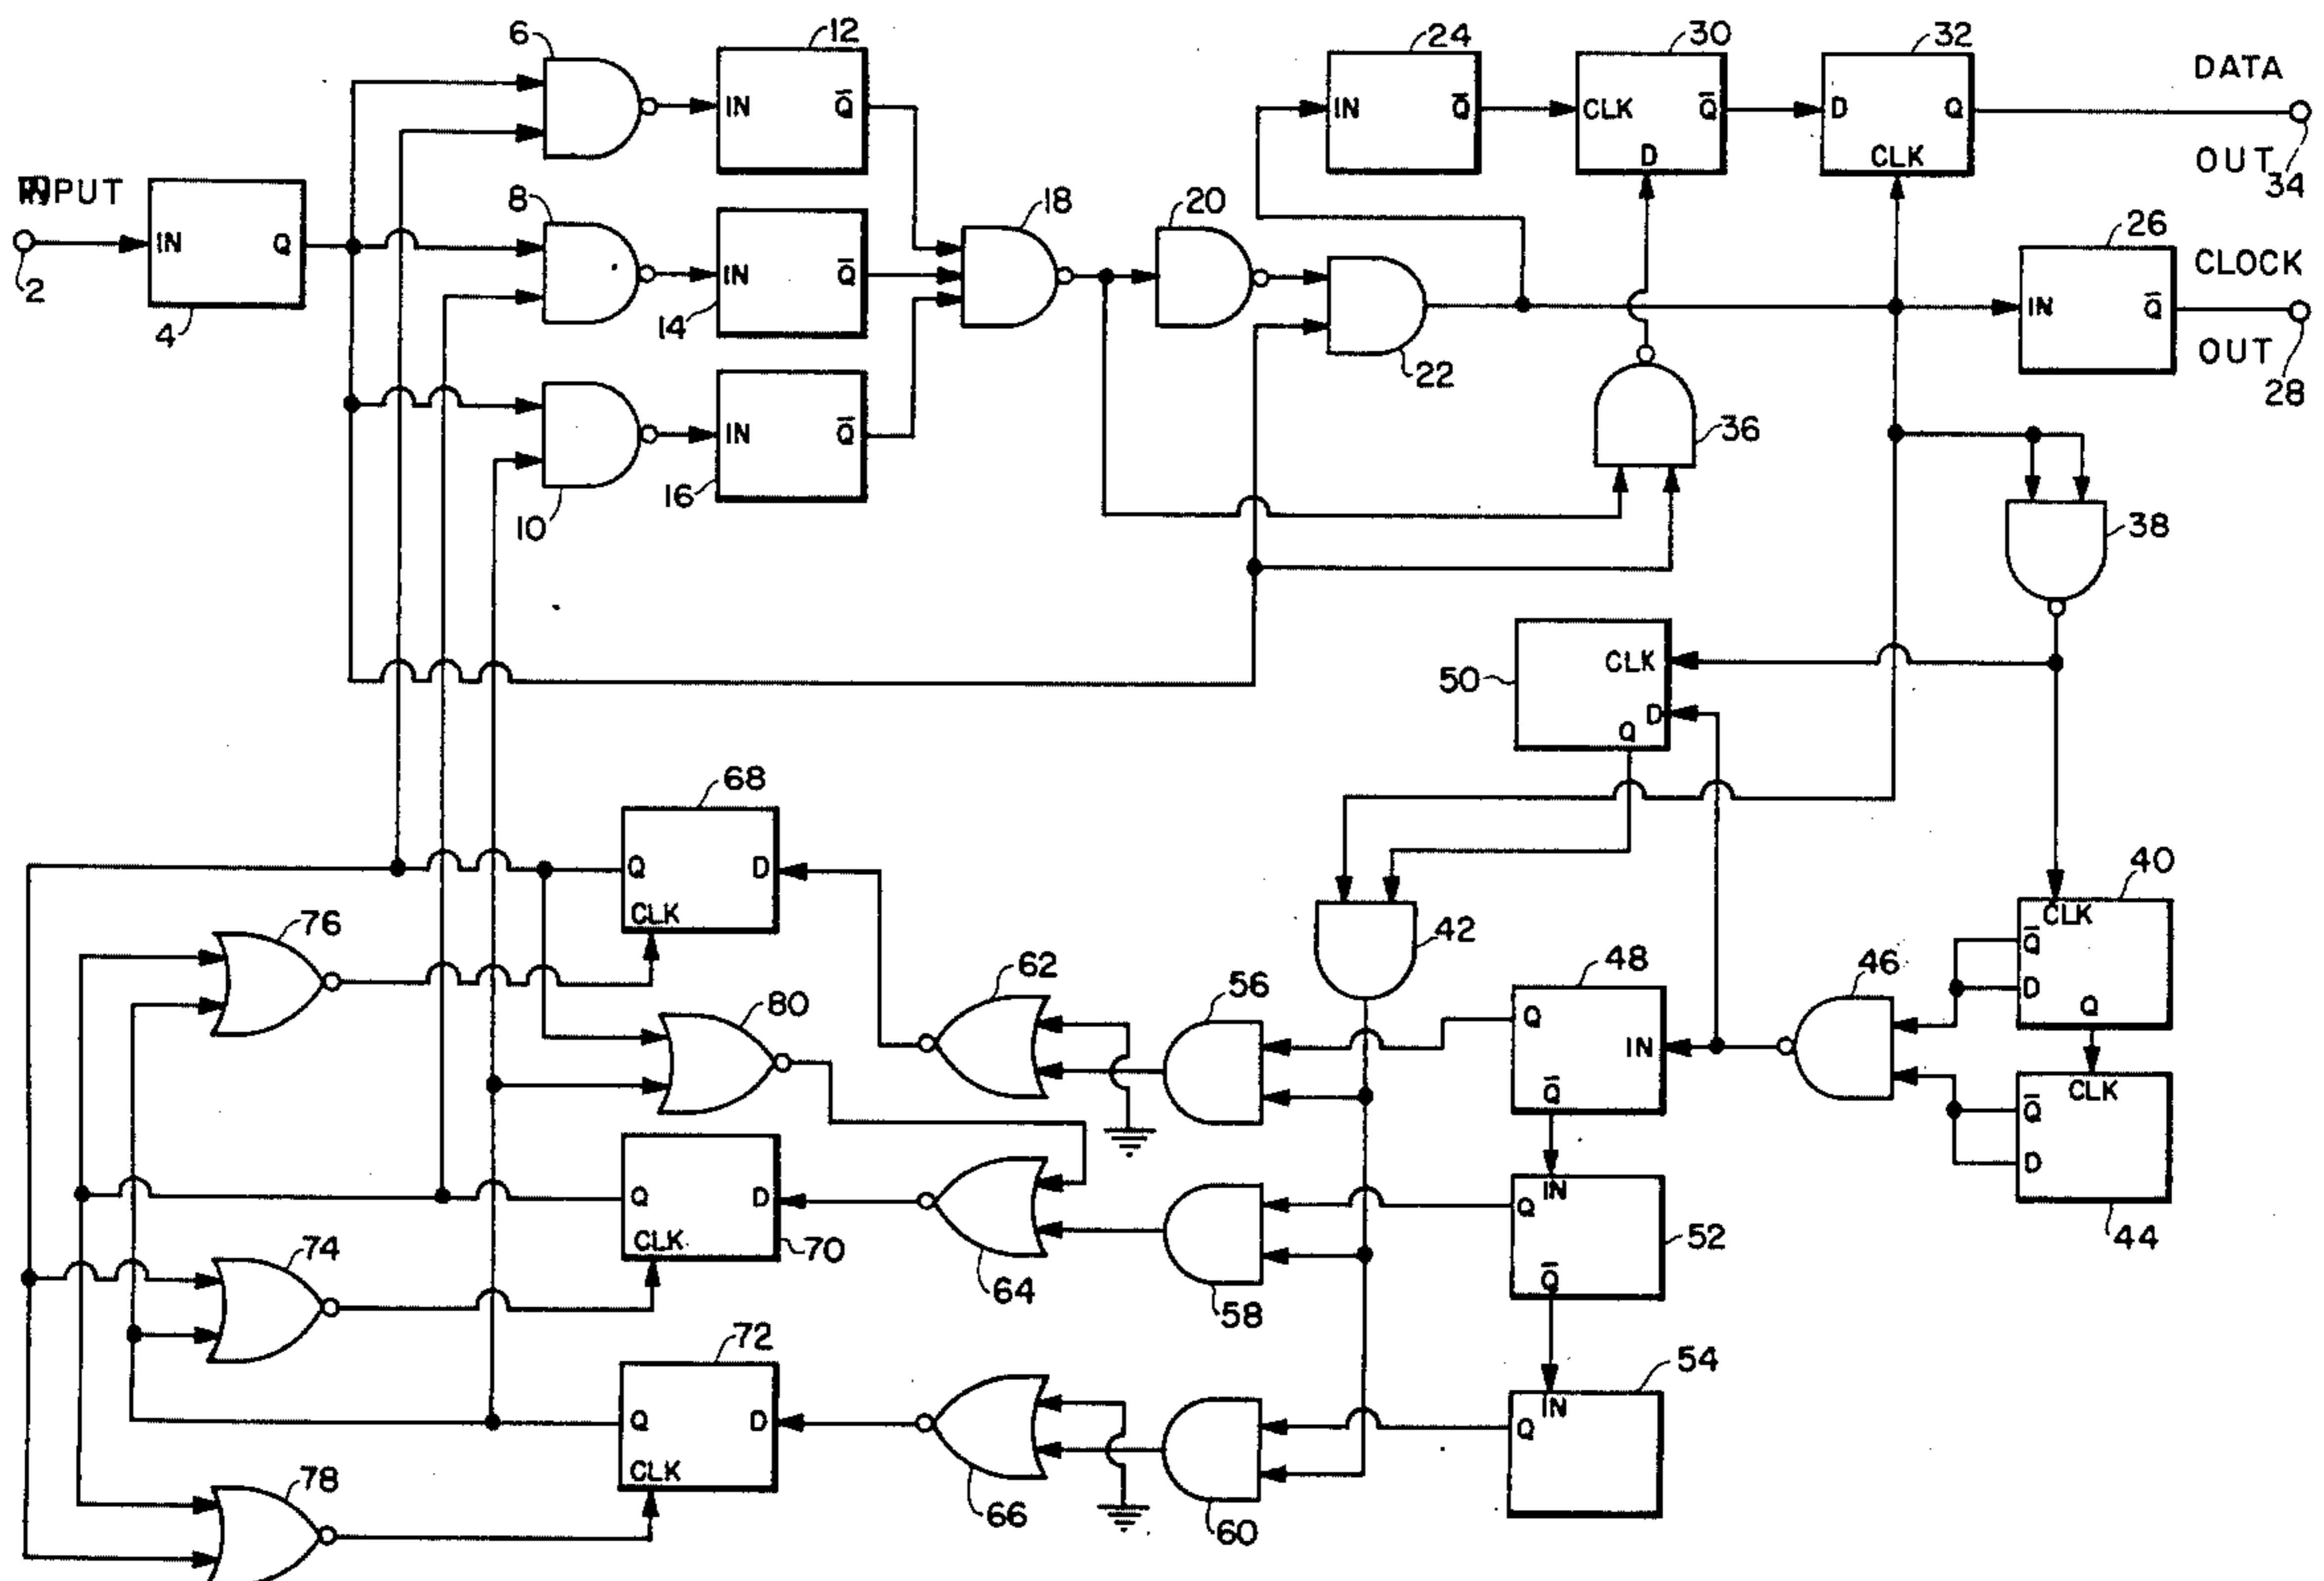 6 12 24 30 32 DATA
IN Q̅ IN Q̅ CLK Q̅ D Q
D CLK OUT 34
INPUT 8 18 20 26 CLOCK
IN Q IN Q̅ IN Q̅
2 4 14 22 OUT 28
IN Q̅ 36
10 16 38
CLK
50 D
Q
68 40
Q D CLK
CLK Q̅
76 62 56 42 48 46 D
80 Q Q
IN
Q̅ CLK
Q̅
Q D IN D
CLK 70 Q 52 44
74 64 58 Q̅
72 54
Q D IN
CLK Q
78 66 60